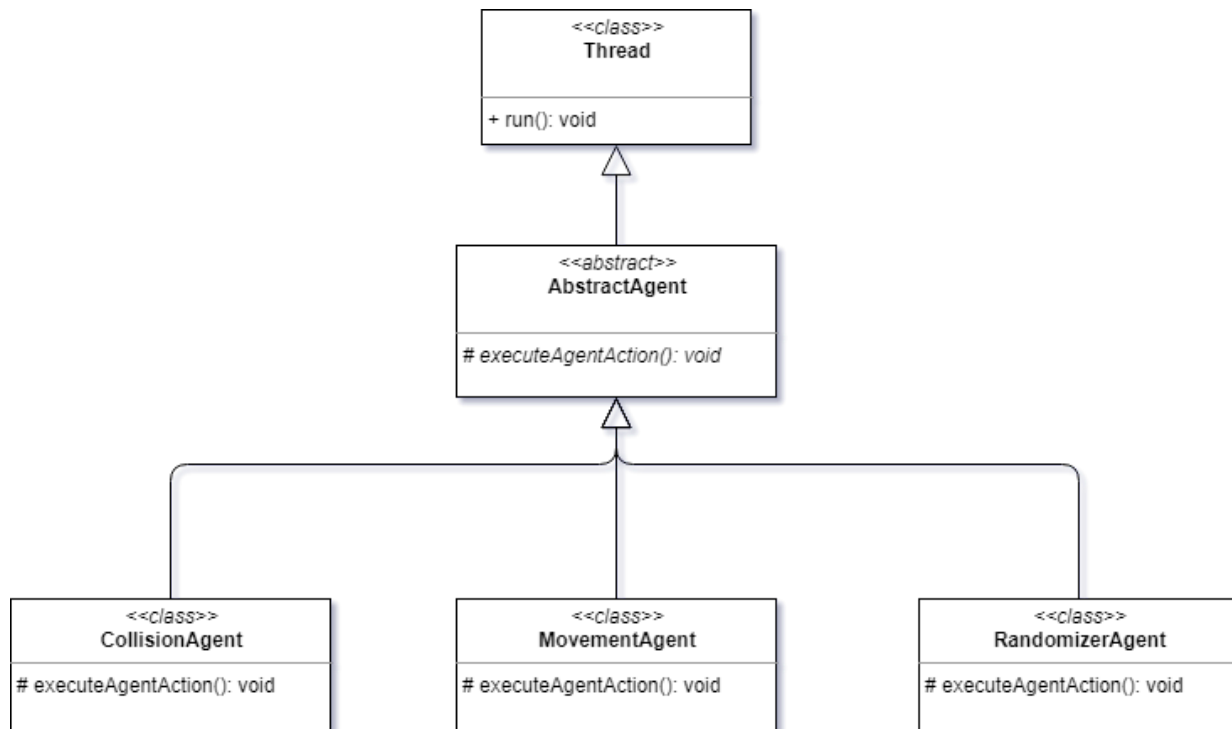 <<class>>
Thread
+ run(): void
<<abstract>>
AbstractAgent
# executeAgentAction(): void
<<class>>
CollisionAgent
# executeAgentAction(): void
<<class>>
MovementAgent
# executeAgentAction(): void
<<class>>
RandomizerAgent
# executeAgentAction(): void